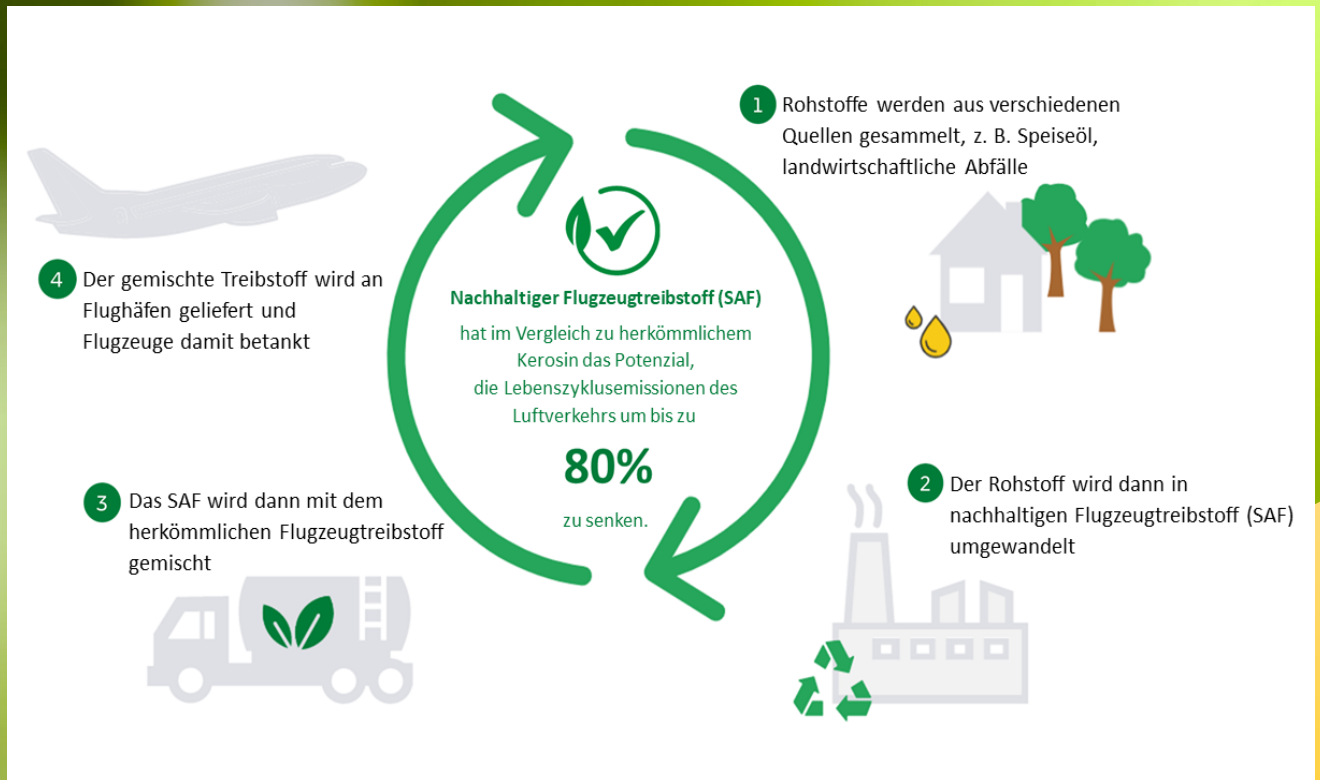 1 Rohstoffe werden aus verschiedenen
Quellen gesammelt, z. B. Speiseöl,
landwirtschaftliche Abfälle
Nachhaltiger Flugzeugtreibstoff (SAF)
hat im Vergleich zu herkömmlichem
Kerosin das Potenzial,
die Lebenszyklusemissionen des
Luftverkehrs um bis zu
80%
zu senken.
2 Der Rohstoff wird dann in
nachhaltigen Flugzeugtreibstoff (SAF)
umgewandelt
3 Das SAF wird dann mit dem
herkömmlichen Flugzeugtreibstoff
gemischt
4 Der gemischte Treibstoff wird an
Flughäfen geliefert und
Flugzeuge damit betankt